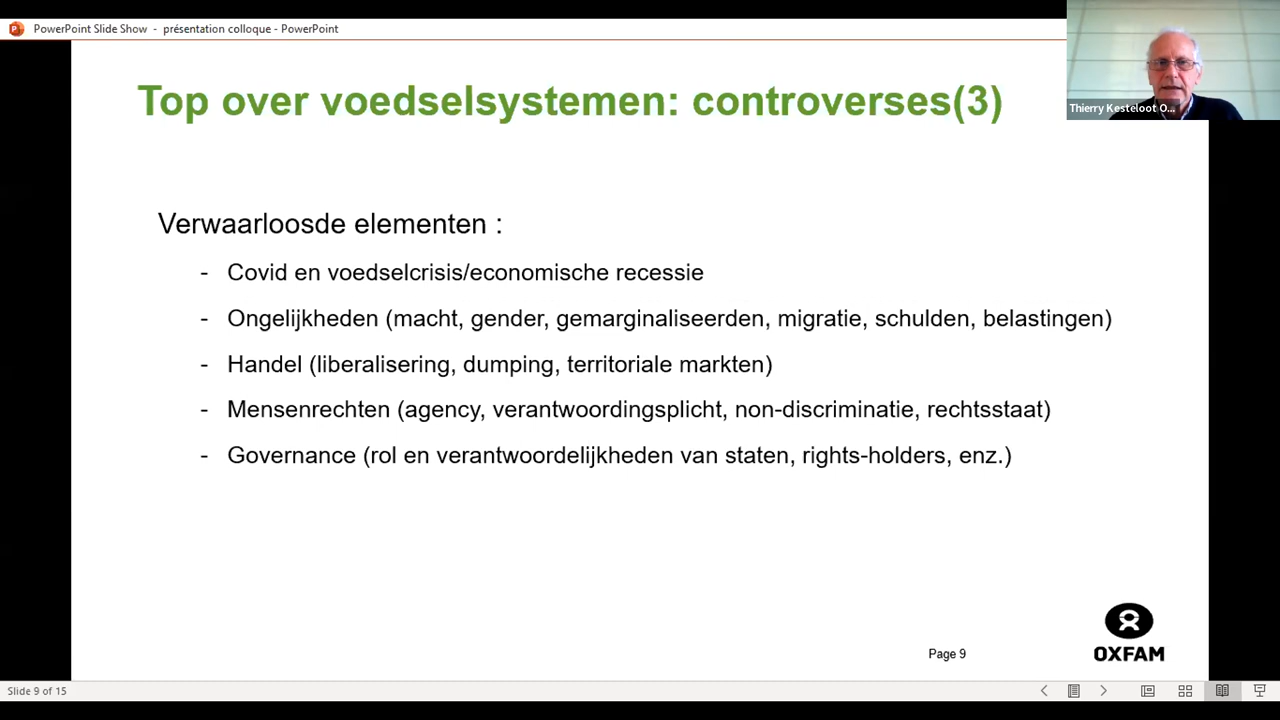 PowerPoint Slide Show - présentation colloque - PowerPoint
Thierry Kesteloot O...
Top over voedselsystemen: controverses(3)
Verwaarloosde elementen :
- Covid en voedselcrisis/economische recessie
- Ongelijkheden (macht, gender, gemarginaliseerden, migratie, schulden, belastingen)
- Handel (liberalisering, dumping, territoriale markten)
- Mensenrechten (agency, verantwoordingsplicht, non-discriminatie, rechtsstaat)
- Governance (rol en verantwoordelijkheden van staten, rights-holders, enz.)
Page 9
OXFAM
Slide 9 of 15